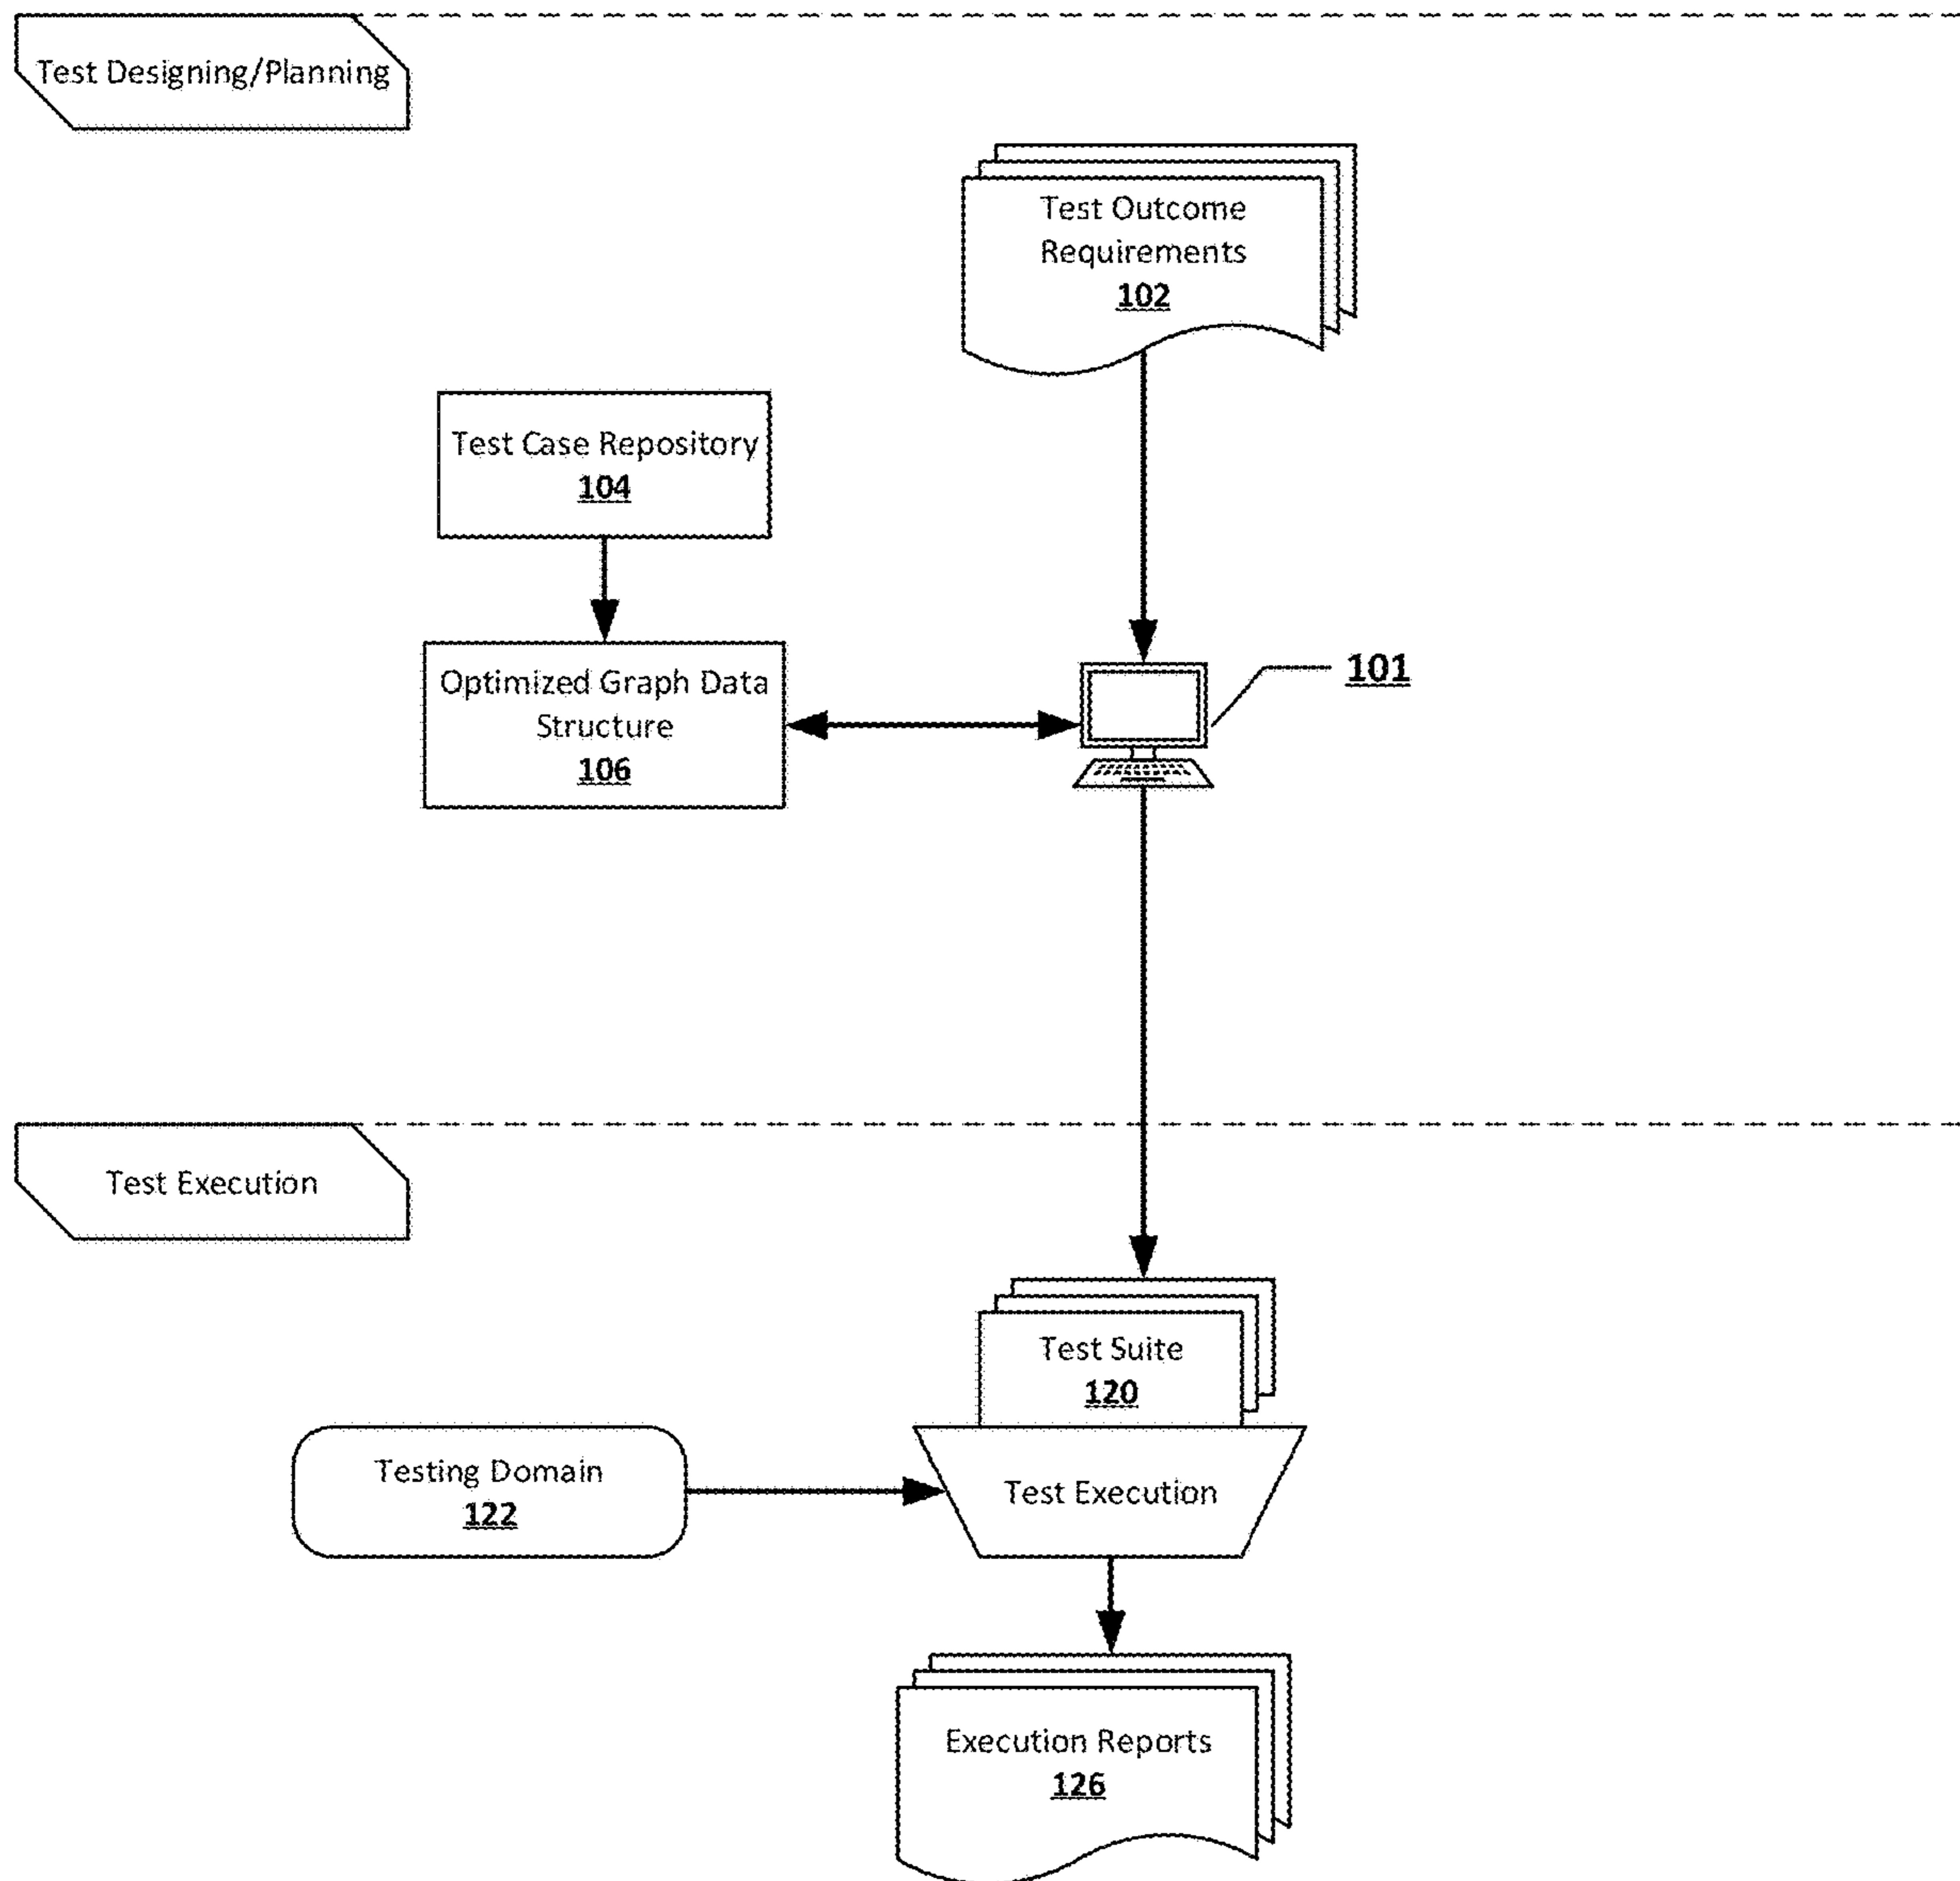 Test Designing/Planning
Test Outcome
Requirements
102
Test Case Repository
104
Optimized Graph Data
Structure
106
101
Test Execution
Test Suite
120
Testing Domain
122
Test Execution
Execution Reports
126